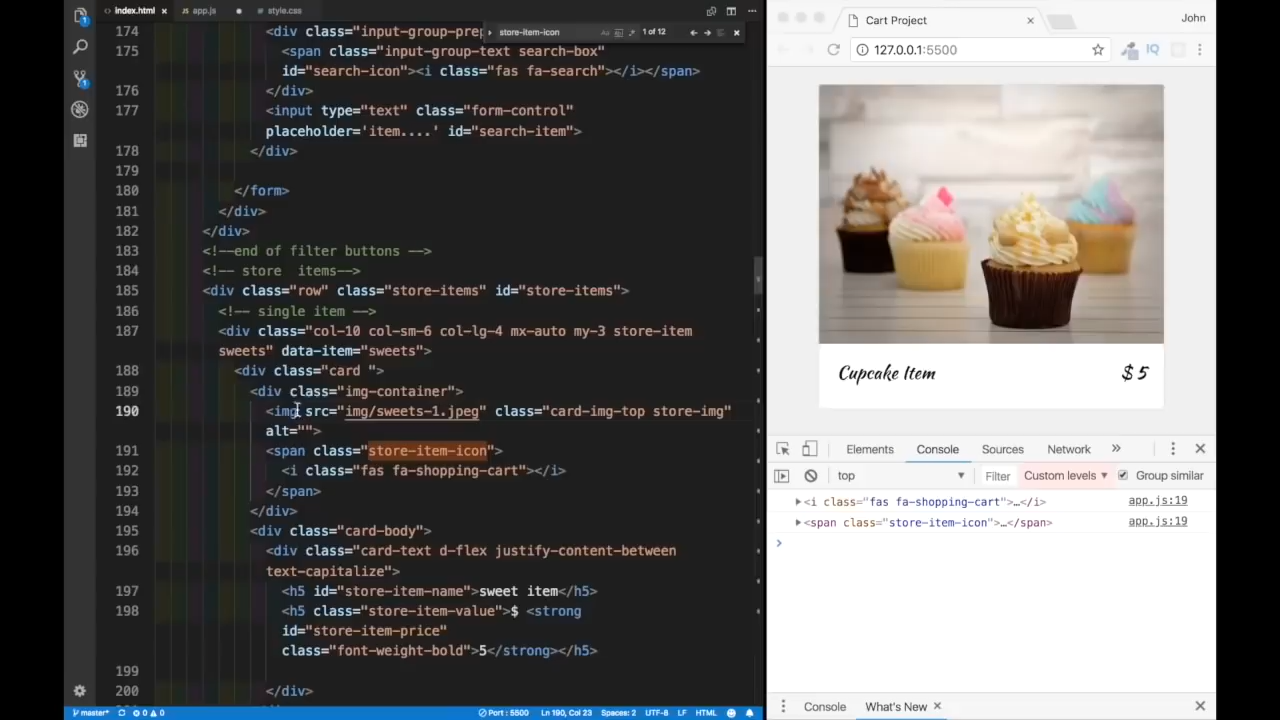 index.html
app.js
style.css
store-item-icon
1 of 12
174 <div class="input-group-prep
175 <span class="input-group-text search-box"
id="search-icon"><i class="fas fa-search"></i></span>
176 </div>
177 <input type="text" class="form-control"
placeholder='item....' id="search-item">
178 </div>
179
180 </form>
181 </div>
182 </div>
183 <!--end of filter buttons -->
184 <!-- store  items-->
185 <div class="row" class="store-items" id="store-items">
186 <!-- single item -->
187 <div class="col-10 col-sm-6 col-lg-4 mx-auto my-3 store-item
sweets" data-item="sweets">
188 <div class="card ">
189 <div class="img-container">
190 <img src="img/sweets-1.jpeg" class="card-img-top store-img"
alt="">
191 <span class="store-item-icon">
192 <i class="fas fa-shopping-cart"></i>
193 </span>
194 </div>
195 <div class="card-body">
196 <div class="card-text d-flex justify-content-between
text-capitalize">
197 <h5 id="store-item-name">sweet item</h5>
198 <h5 class="store-item-value">$ <strong
id="store-item-price"
class="font-weight-bold">5</strong></h5>
199
200 </div>
master*
0 0
Port : 5500
Ln 190, Col 23
Spaces: 2
UTF-8
LF
HTML
Cart Project
John
127.0.0.1:5500
IQ
Cupcake Item $ 5
Elements Console Sources Network
top Filter Custom levels Group similar
<i class="fas fa-shopping-cart">…</i> app.js:19
<span class="store-item-icon">…</span> app.js:19
Console What's New